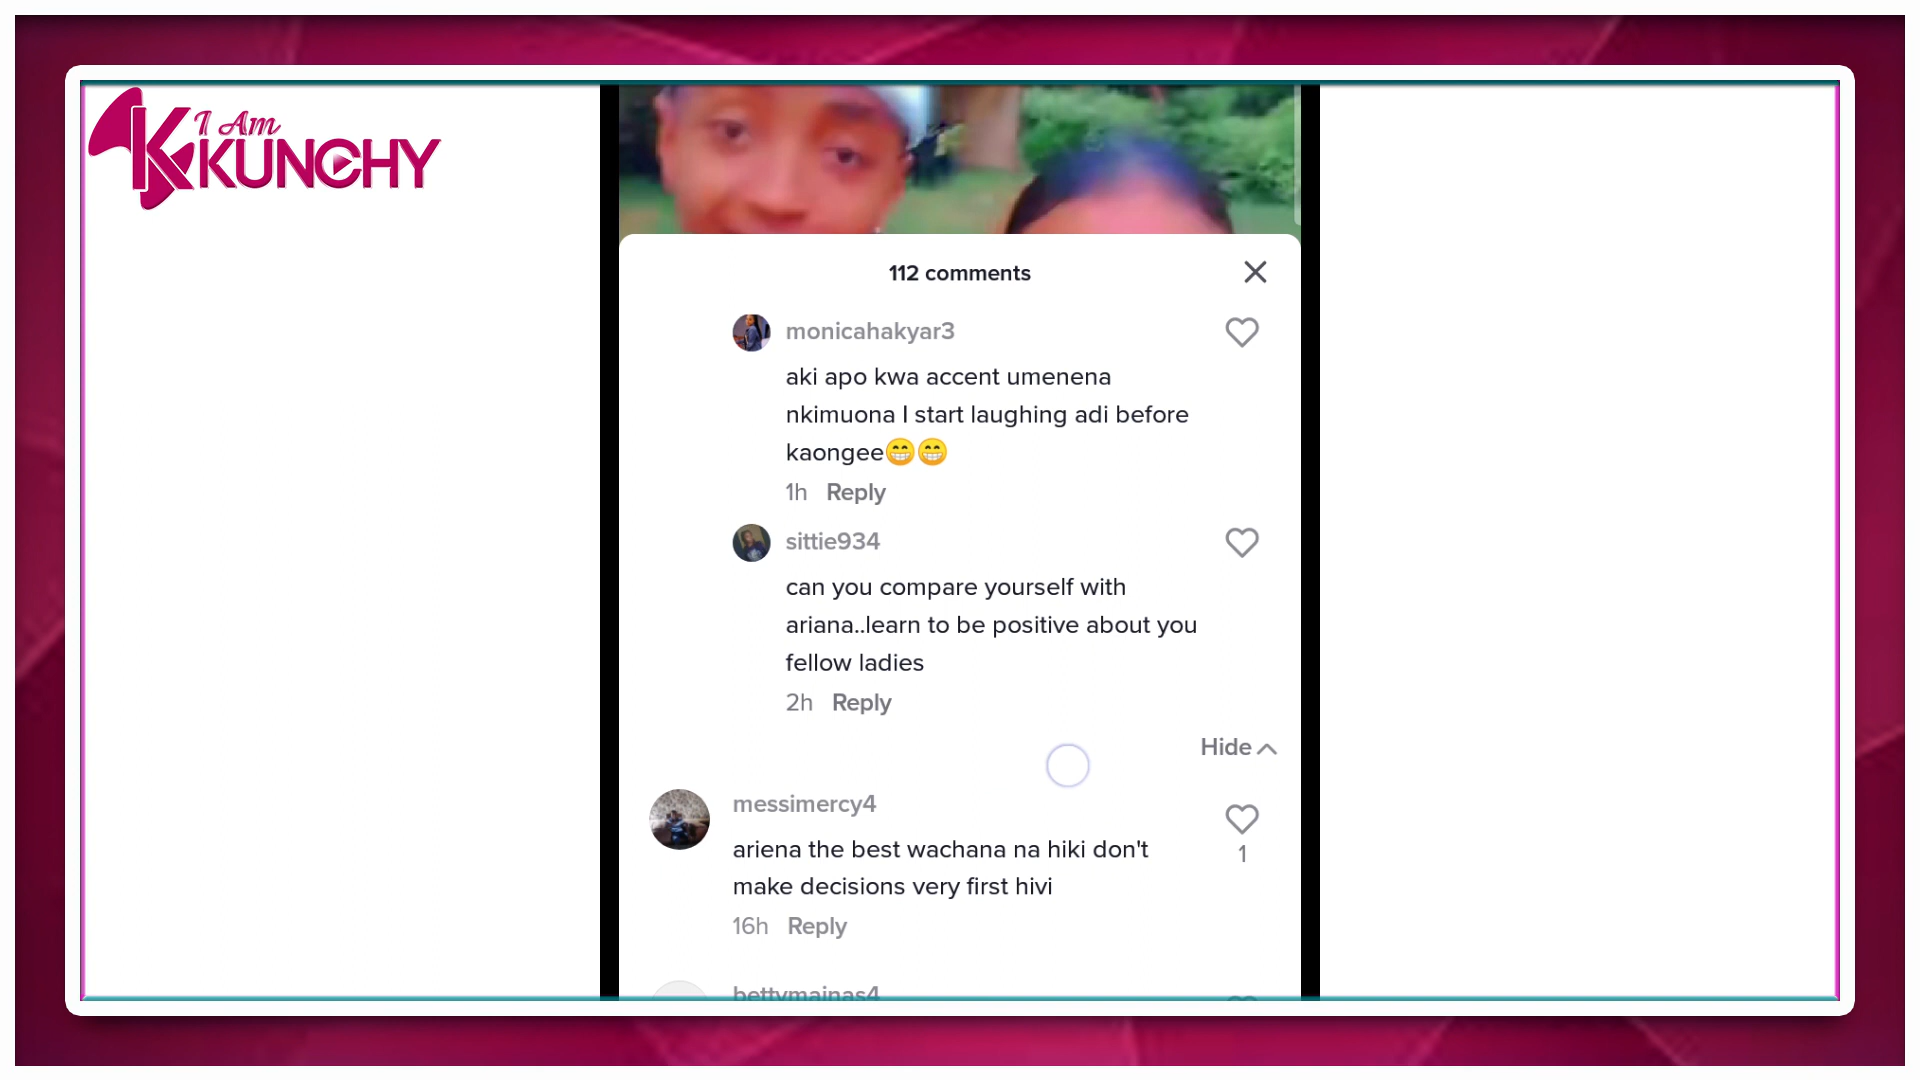 I Am
KUNCHY
112 comments
monicahakyar3
aki apo kwa accent umenena
nkimuona I start laughing adi before
kaongee😁😁
1h Reply
sittie934
can you compare yourself with
ariana..learn to be positive about you
fellow ladies
2h Reply
Hide
messimercy4
ariena the best wachana na hiki don't
make decisions very first hivi
1
16h Reply
bettymainas4